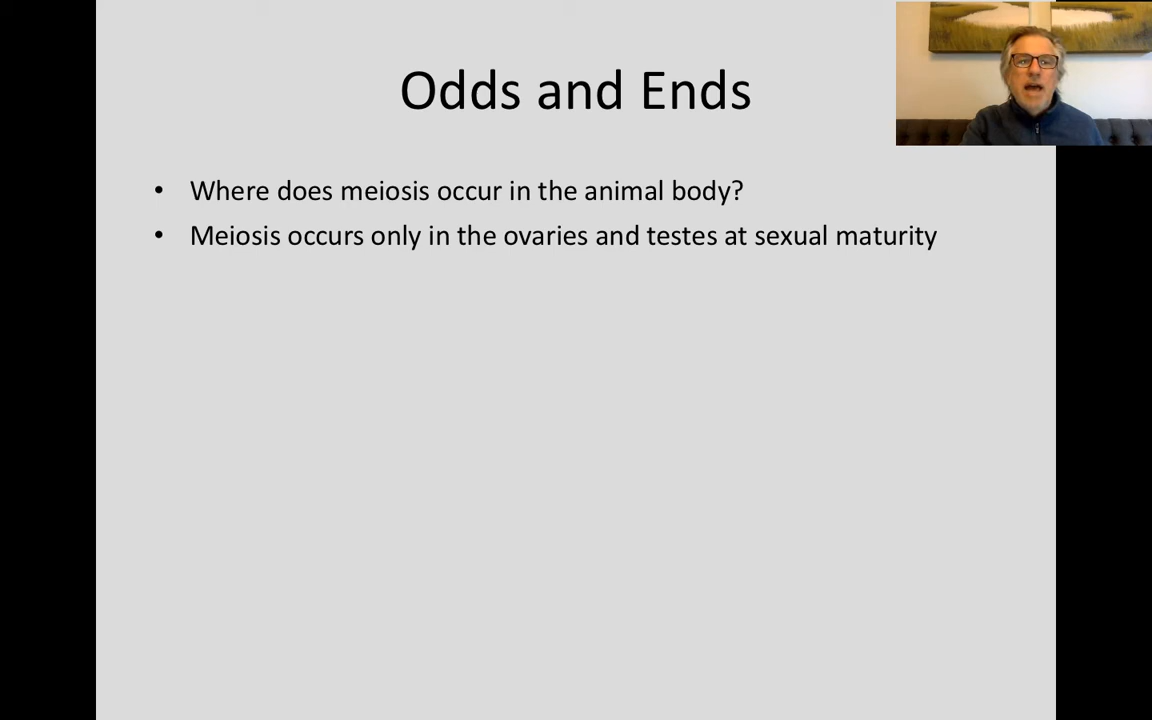 Odds and Ends
• Where does meiosis occur in the animal body?
• Meiosis occurs only in the ovaries and testes at sexual maturity